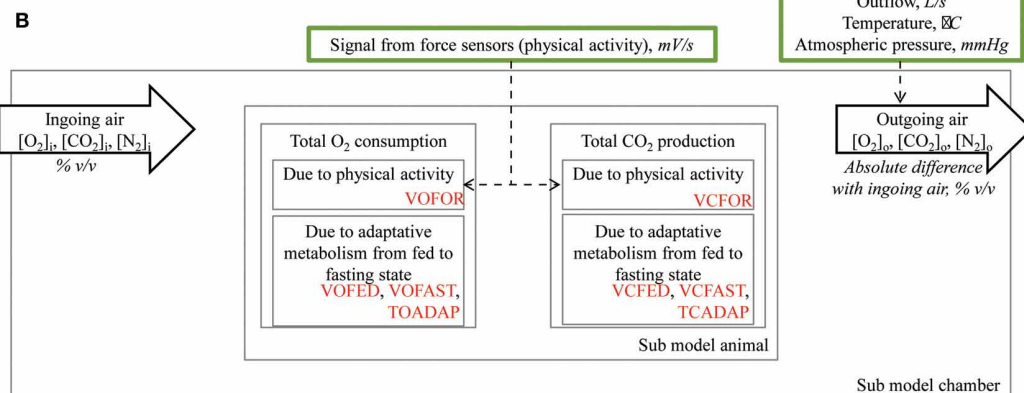 B
Outflow, L/s
Temperature, °C
Atmospheric pressure, mmHg
Signal from force sensors (physical activity), mV/s
Ingoing air
[O₂]ᵢ, [CO₂]ᵢ, [N₂]ᵢ
% v/v
Outgoing air
[O₂]ₒ, [CO₂]ₒ, [N₂]ₒ
Absolute difference
with ingoing air, % v/v
Total O₂ consumption
Due to physical activity
VOFOR
Due to adaptative
metabolism from fed to
fasting state
VOFED, VOFAST,
TOADAP
Total CO₂ production
Due to physical activity
VCFOR
Due to adaptative
metabolism from fed to
fasting state
VCFED, VCFAST,
TCADAP
Sub model animal
Sub model chamber